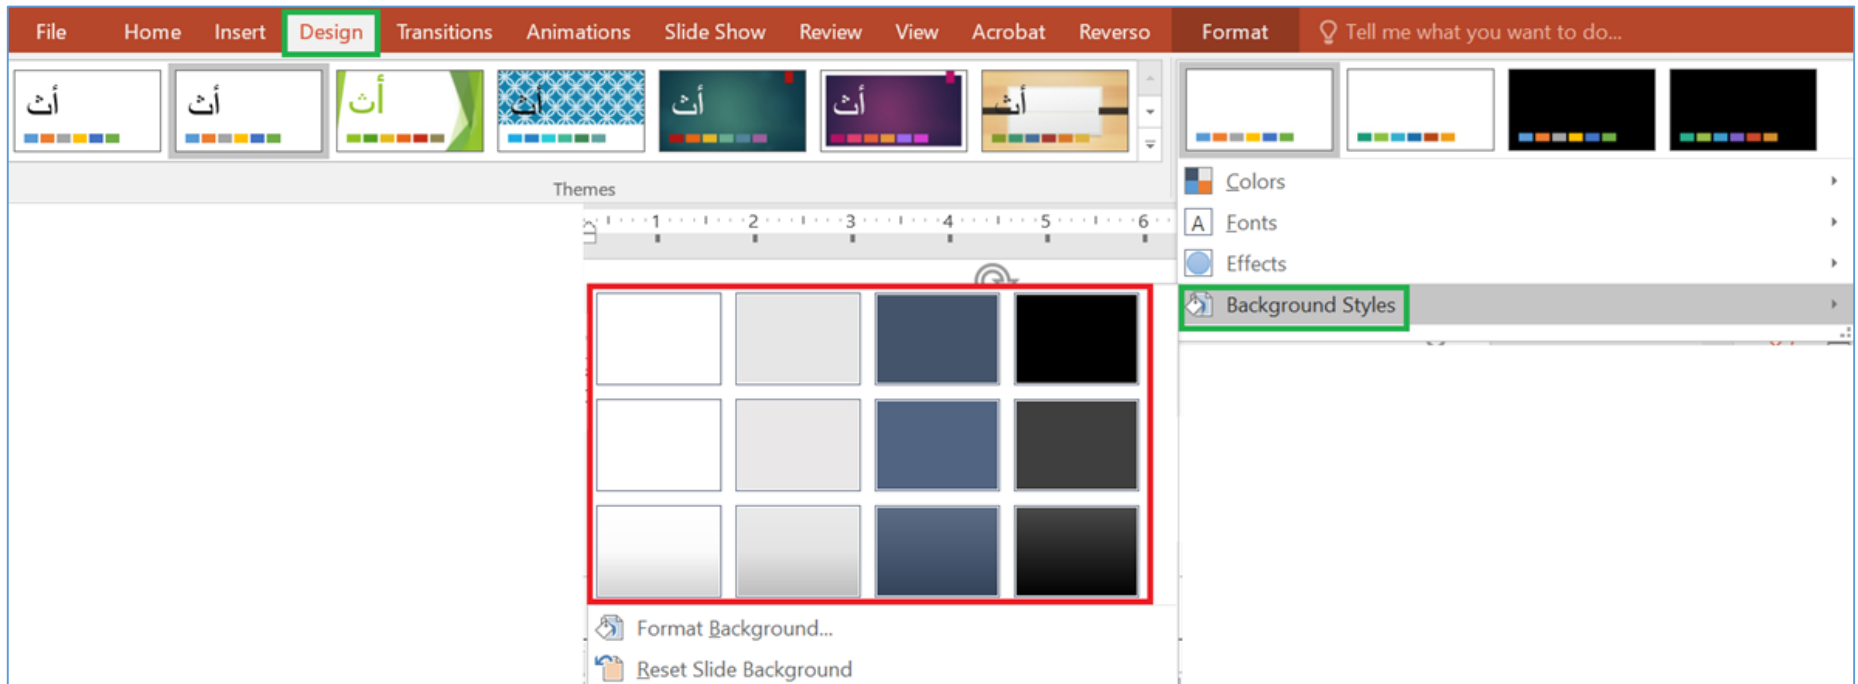 File Home Insert Design Transitions Animations Slide Show Review View Acrobat Reverso Format Tell me what you want to do...
أث أث أث أث أث أث أث
Themes
Colors
Fonts
Effects
Background Styles
1 2 3 4 5 6
Format Background...
Reset Slide Background